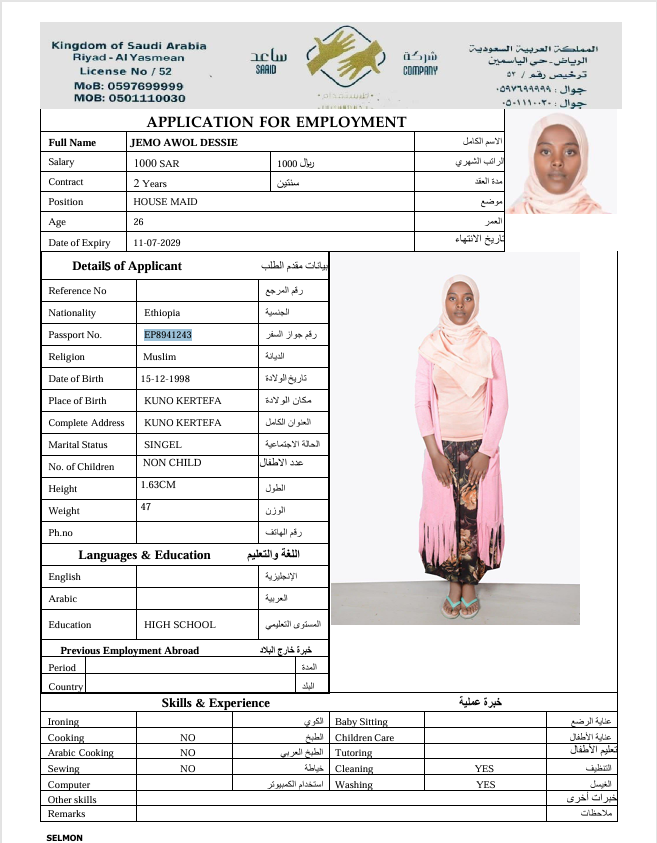 Kingdom of Saudi Arabia
Riyad - Al Yasmean
License No / 52
MoB: 0597699999
MOB: 0501110030
ساعد
SAAID
شركة
COMPANY
المملكة العربية السعودية
الرياض - حي الياسمين
ترخيص رقم / ٥٢
جوال : ٠٥٩٧٦٩٩٩٩٩
جوال : ٠٥٠١١١٠٠٣٠
APPLICATION FOR EMPLOYMENT
Full Name JEMO AWOL DESSIE الاسم الكامل
Salary 1000 SAR 1000 ريال الراتب الشهري
Contract 2 Years سنتين مدة العقد
Position HOUSE MAID موضع
Age 26 العمر
Date of Expiry 11-07-2029 تاريخ الانتهاء
Details of Applicant بيانات مقدم الطلب
Reference No رقم المرجع
Nationality Ethiopia الجنسية
Passport No. EP8941243 رقم جواز السفر
Religion Muslim الديانة
Date of Birth 15-12-1998 تاريخ الولادة
Place of Birth KUNO KERTEFA مكان الولادة
Complete Address KUNO KERTEFA العنوان الكامل
Marital Status SINGEL الحالة الاجتماعية
No. of Children NON CHILD عدد الاطفال
Height 1.63CM الطول
Weight 47 الوزن
Ph.no رقم الهاتف
Languages & Education اللغة والتعليم
English الإنجليزية
Arabic العربية
Education HIGH SCHOOL المستوى التعليمي
Previous Employment Abroad خبرة خارج البلاد
Period المدة
Country البلد
Skills & Experience خبرة عملية
Ironing الكوي Baby Sitting عناية الرضع
Cooking NO الطبخ Children Care عناية الأطفال
Arabic Cooking NO الطبخ العربي Tutoring تعليم الأطفال
Sewing NO خياطة Cleaning YES التنظيف
Computer استخدام الكمبيوتر Washing YES الغسيل
Other skills خبرات أخرى
Remarks ملاحظات
SELMON